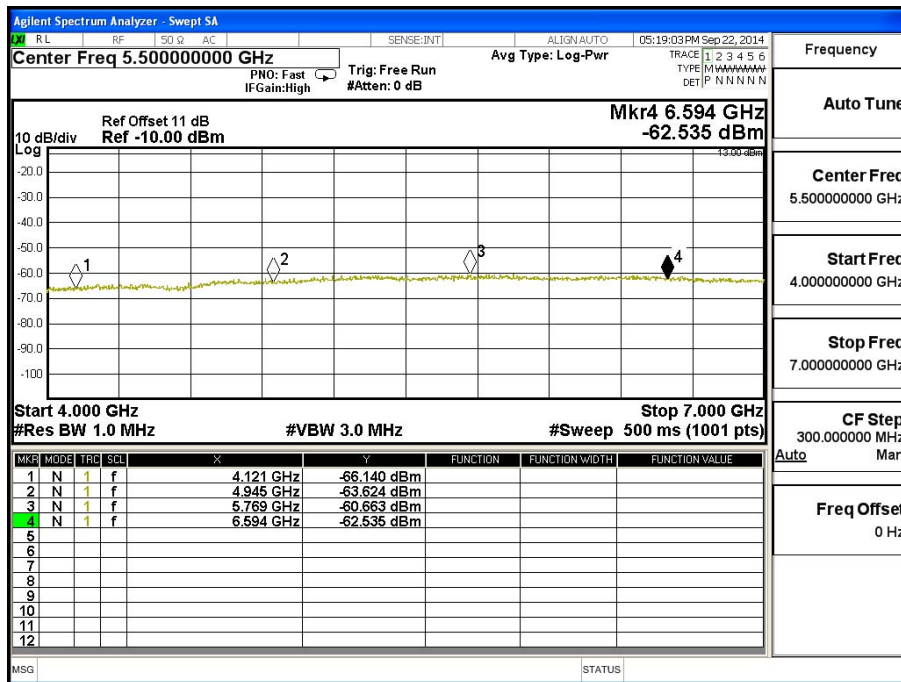 Agilent Spectrum Analyzer - Swept SA
LXI RL RF 50 Ω AC SENSE:INT ALIGN AUTO 05:19:03 PM Sep 22, 2014
Center Freq 5.500000000 GHz
PNO: Fast
IFGain:High
Trig: Free Run
#Atten: 0 dB
Avg Type: Log-Pwr
TRACE 1 2 3 4 5 6
TYPE M WWWWW
DET P N N N N N
Ref Offset 11 dB
10 dB/div Ref -10.00 dBm
Log
Mkr4 6.594 GHz
-62.535 dBm
-13.00 dBm
-20.0
-30.0
-40.0
-50.0
-60.0
-70.0
-80.0
-90.0
-100
1
2
3
4
Start 4.000 GHz Stop 7.000 GHz
#Res BW 1.0 MHz #VBW 3.0 MHz #Sweep 500 ms (1001 pts)
MKR MODE TRC SCL X Y FUNCTION FUNCTION WIDTH FUNCTION VALUE
1 N 1 f 4.121 GHz -66.140 dBm
2 N 1 f 4.945 GHz -63.624 dBm
3 N 1 f 5.769 GHz -60.663 dBm
4 N 1 f 6.594 GHz -62.535 dBm
5
6
7
8
9
10
11
12
MSG STATUS
Frequency
Auto Tune
Center Freq
5.500000000 GHz
Start Freq
4.000000000 GHz
Stop Freq
7.000000000 GHz
CF Step
300.000000 MHz
Auto Man
Freq Offset
0 Hz